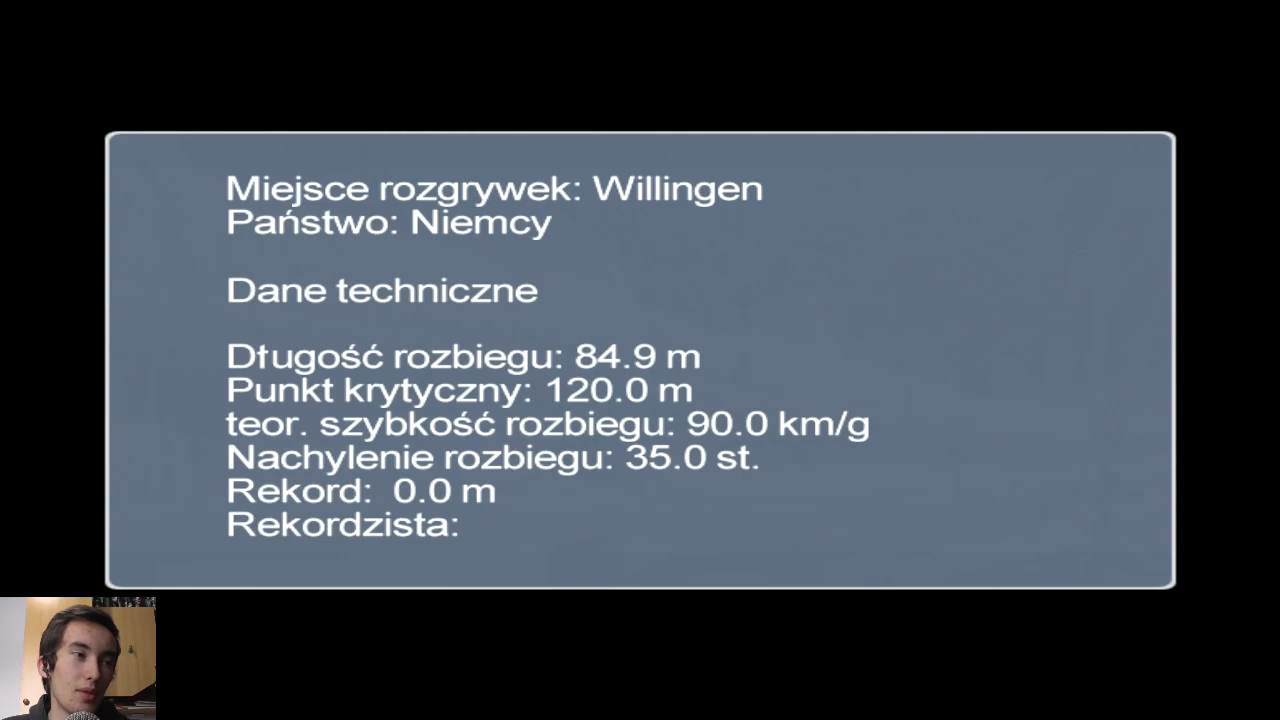 Miejsce rozgrywek: Willingen
Państwo: Niemcy
Dane techniczne
Długość rozbiegu: 84.9 m
Punkt krytyczny: 120.0 m
teor. szybkość rozbiegu: 90.0 km/g
Nachylenie rozbiegu: 35.0 st.
Rekord: 0.0 m
Rekordzista: